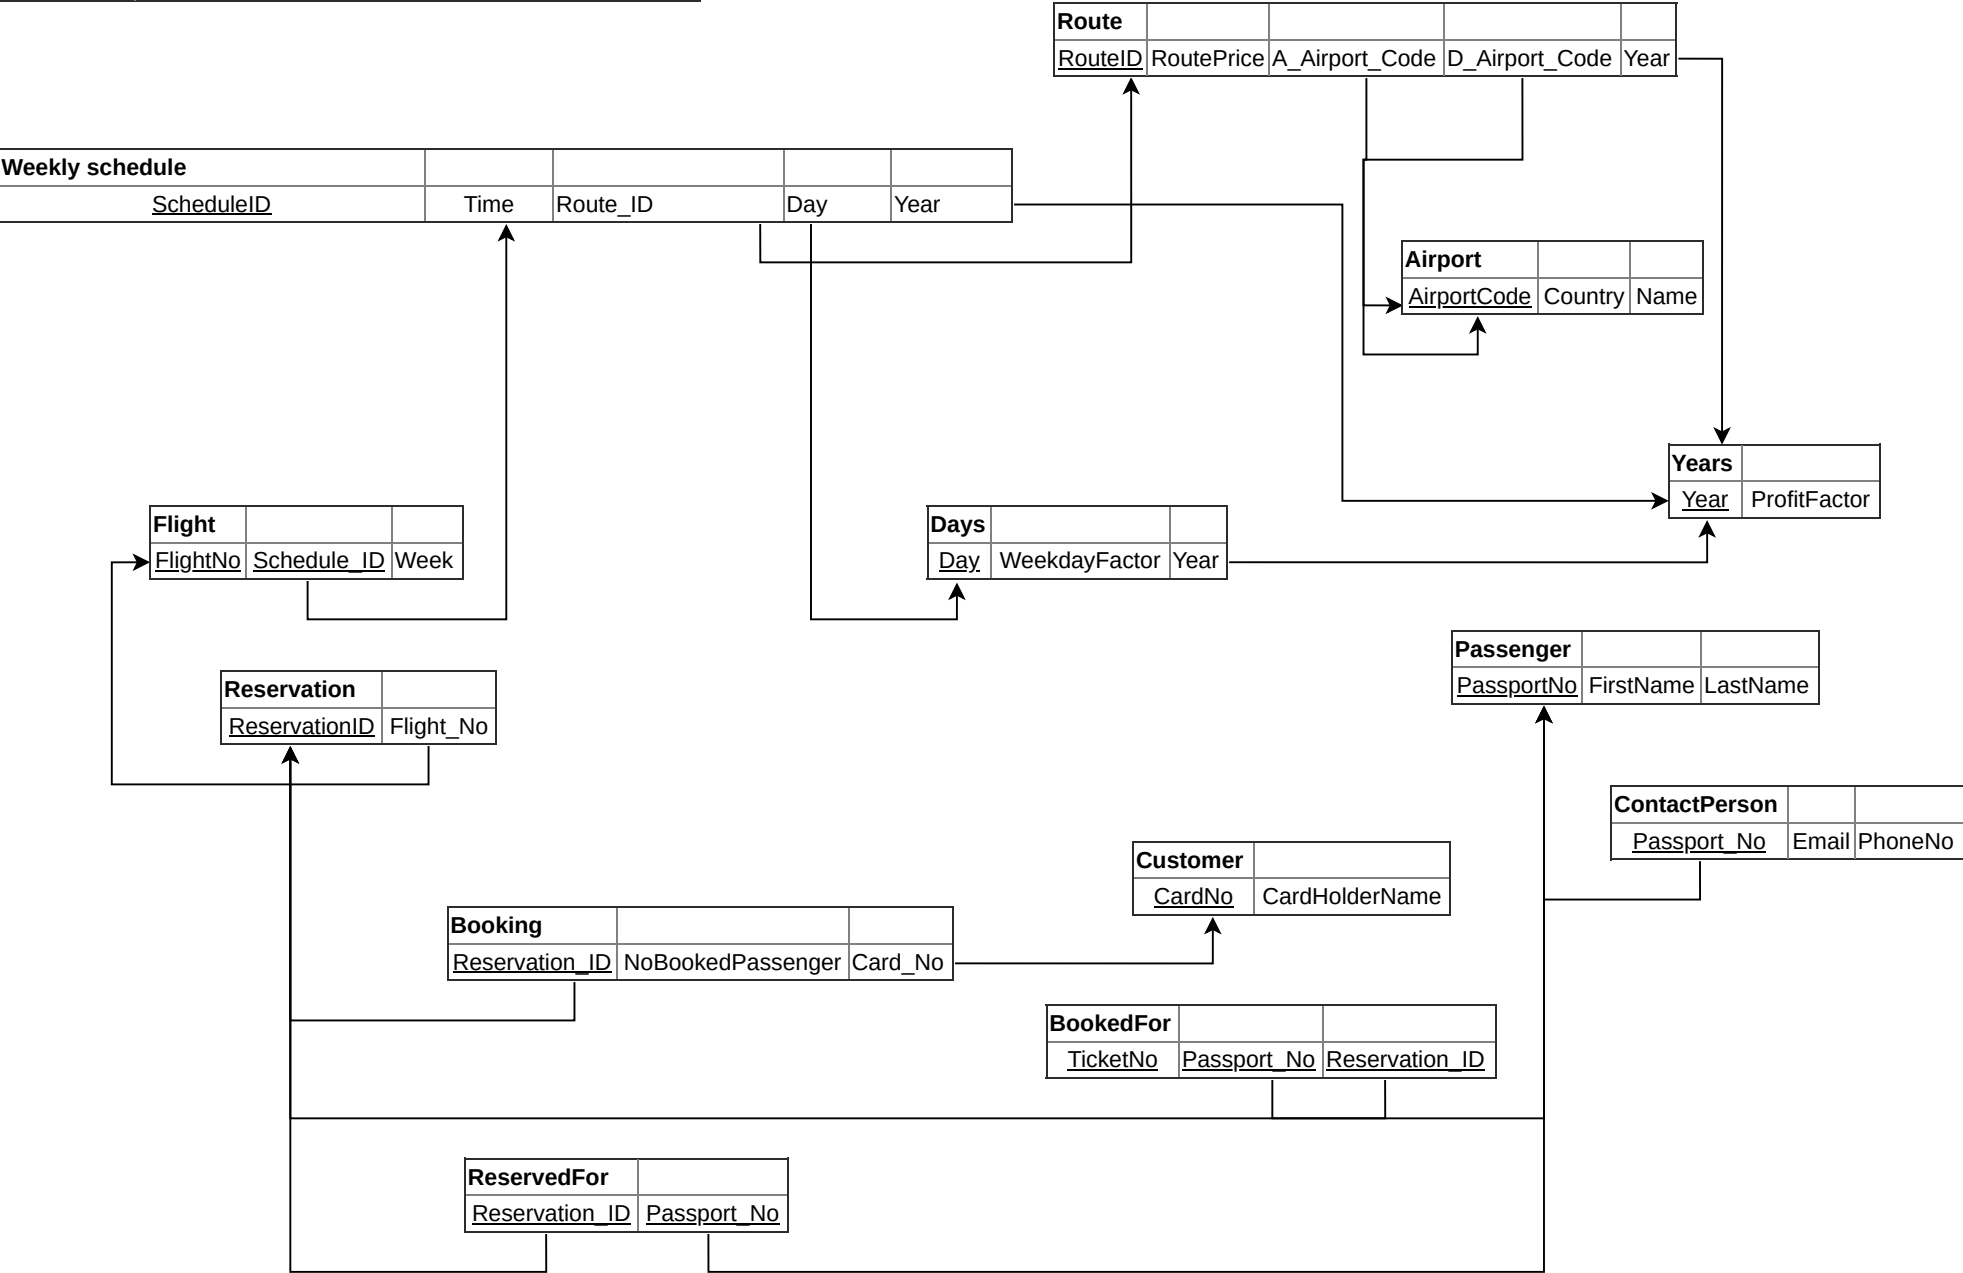 Route
RouteID RoutePrice A_Airport_Code D_Airport_Code Year
Weekly schedule
ScheduleID Time Route_ID Day Year
Airport
AirportCode Country Name
Years
Year ProfitFactor
Flight
FlightNo Schedule_ID Week
Days
Day WeekdayFactor Year
Passenger
PassportNo FirstName LastName
Reservation
ReservationID Flight_No
ContactPerson
Passport_No Email PhoneNo
Customer
CardNo CardHolderName
Booking
Reservation_ID NoBookedPassenger Card_No
BookedFor
TicketNo Passport_No Reservation_ID
ReservedFor
Reservation_ID Passport_No